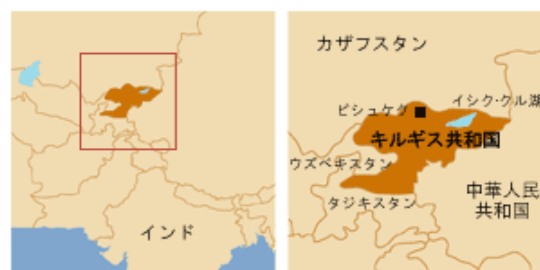 インド
カザフスタン
イシク・クル湖
ビシュケク
キルギス共和国
ウズベキスタン
中華人民
共和国
タジキスタン